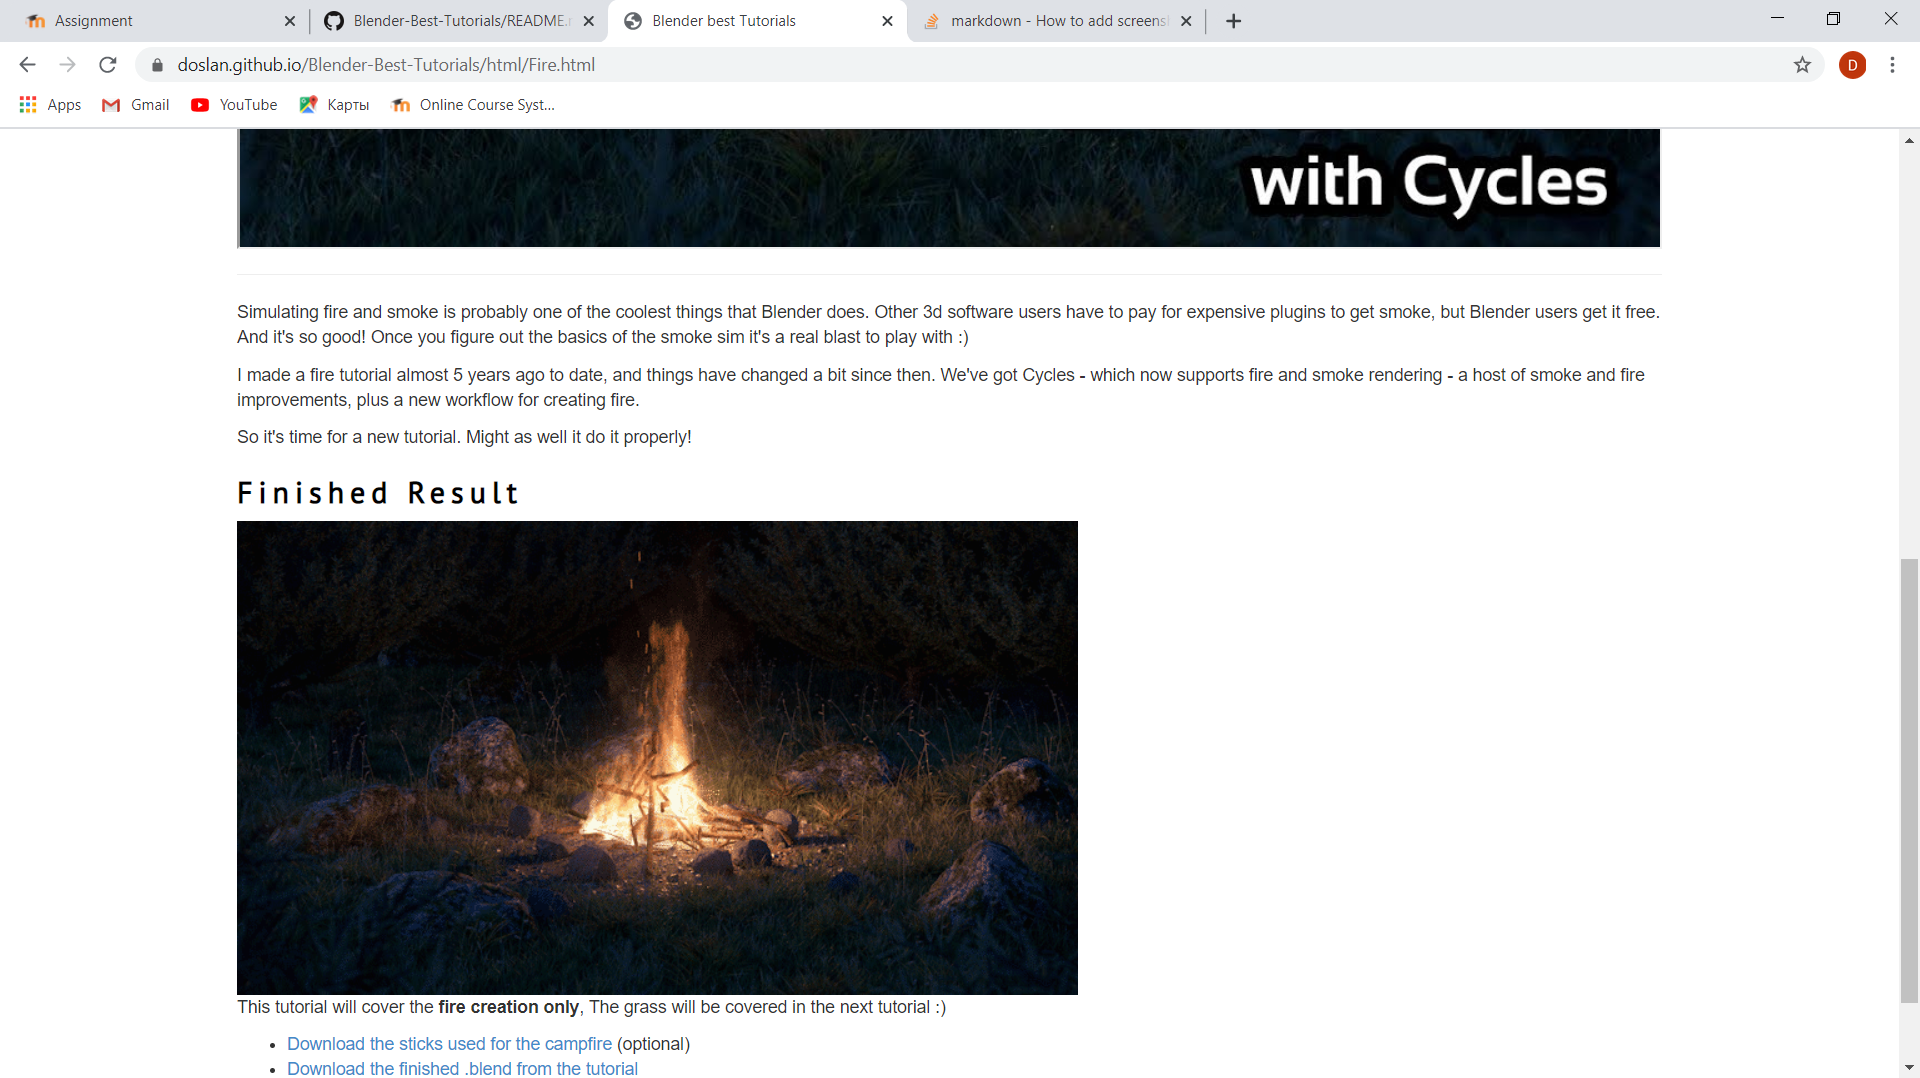 Assignment
Blender-Best-Tutorials/README.
Blender best Tutorials
markdown - How to add screens
doslan.github.io/Blender-Best-Tutorials/html/Fire.html
D
Apps
Gmail
YouTube
Карты
Online Course Syst...
with Cycles
Simulating fire and smoke is probably one of the coolest things that Blender does. Other 3d software users have to pay for expensive plugins to get smoke, but Blender users get it free.
And it's so good! Once you figure out the basics of the smoke sim it's a real blast to play with :)
I made a fire tutorial almost 5 years ago to date, and things have changed a bit since then. We've got Cycles - which now supports fire and smoke rendering - a host of smoke and fire
improvements, plus a new workflow for creating fire.
So it's time for a new tutorial. Might as well it do it properly!
Finished Result
This tutorial will cover the fire creation only, The grass will be covered in the next tutorial :)
• Download the sticks used for the campfire (optional)
• Download the finished .blend from the tutorial